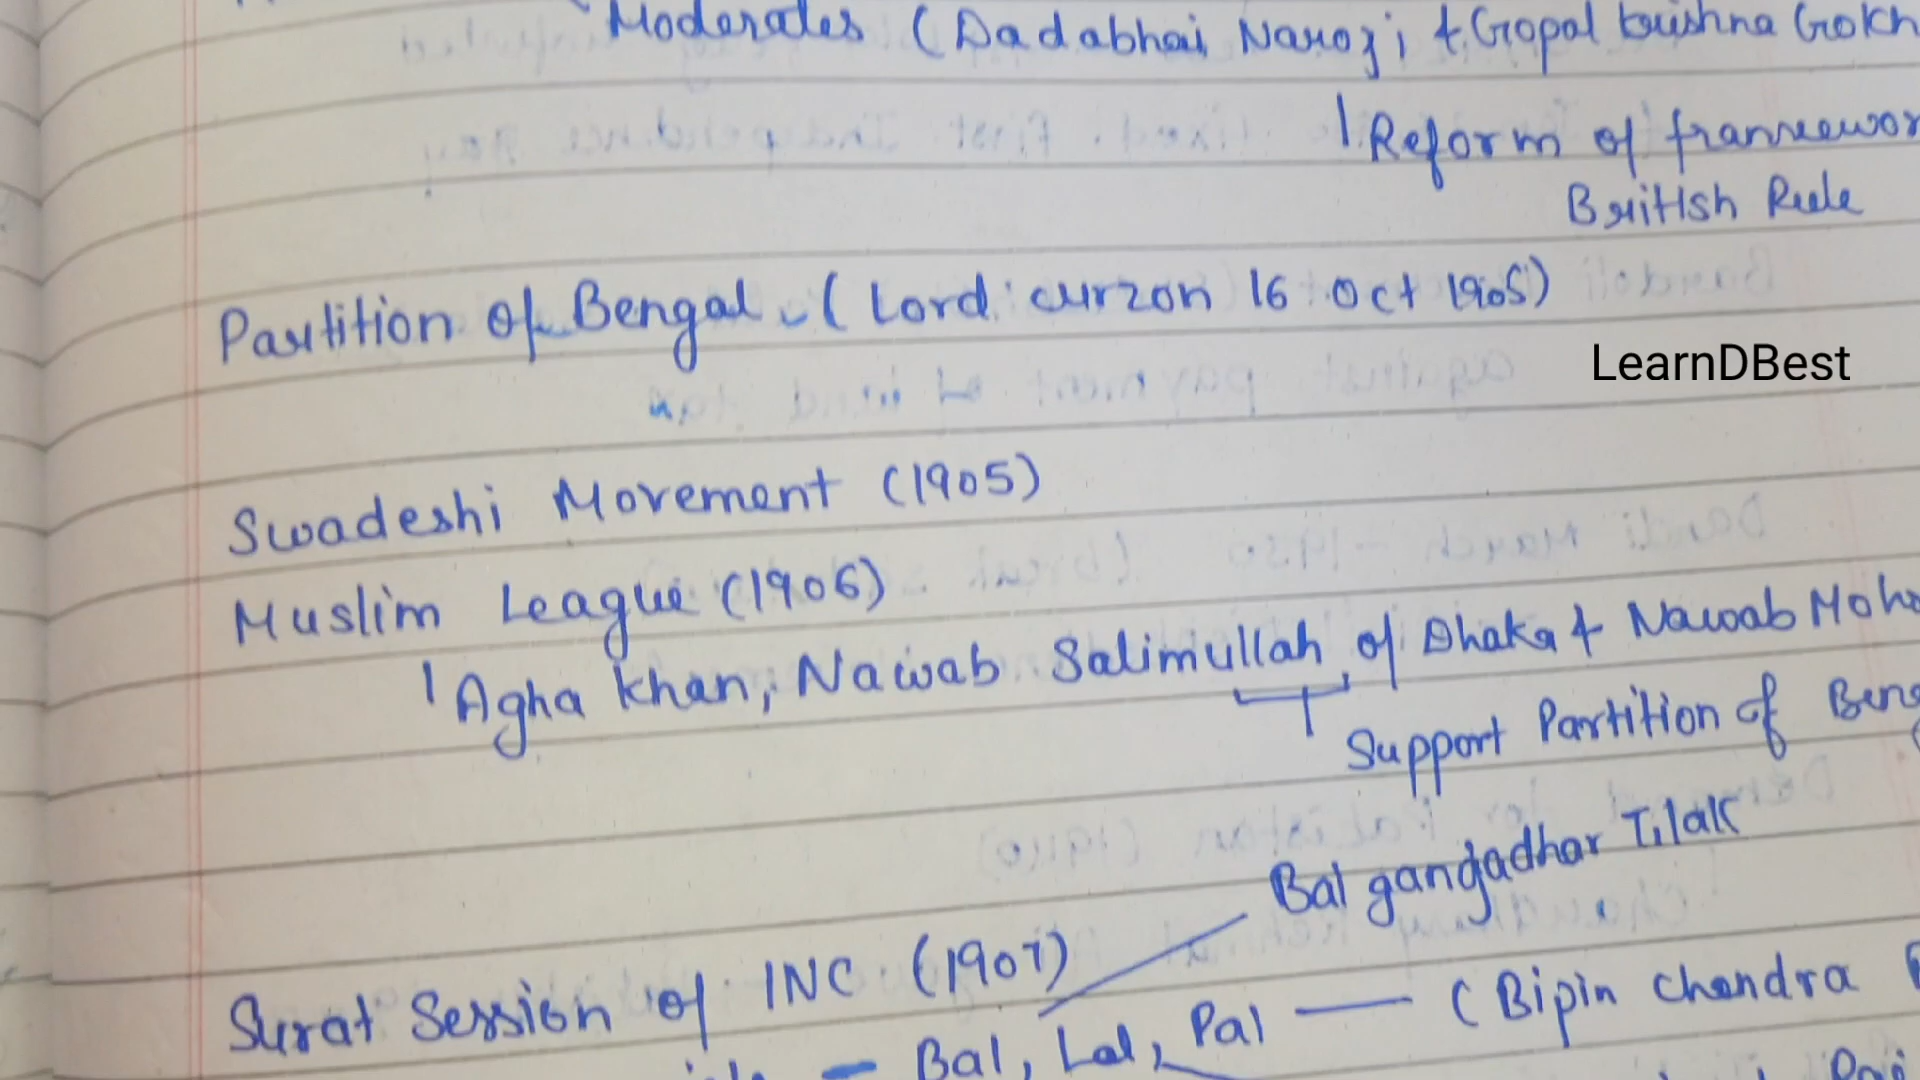 Moderates (Dadabhai Naroji & Gopal krishna Gokh
Reform of framewor
British Rule
Partition of Bengal (Lord curzon 16 Oct 1905)
LearnDBest
Swadeshi Movement (1905)
Muslim League (1906)
Agha khan, Nawab Salimullah of Dhaka & Nawab Moh
Support Partition of Beng
Bal gangadhar Tilak
Surat Session of INC (1907)
Bal, Lal, Pal — (Bipin chandra